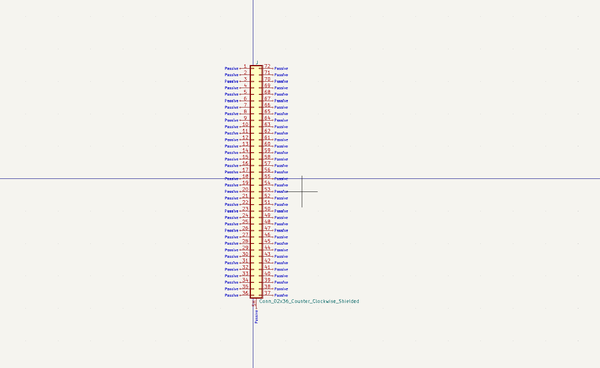 J
Passive 1 72 Passive
Passive 2 71 Passive
Passive 3 70 Passive
Passive 4 69 Passive
Passive 5 68 Passive
Passive 6 67 Passive
Passive 7 66 Passive
Passive 8 65 Passive
Passive 9 64 Passive
Passive 10 63 Passive
Passive 11 62 Passive
Passive 12 61 Passive
Passive 13 60 Passive
Passive 14 59 Passive
Passive 15 58 Passive
Passive 16 57 Passive
Passive 17 56 Passive
Passive 18 55 Passive
Passive 19 54 Passive
Passive 20 53 Passive
Passive 21 52 Passive
Passive 22 51 Passive
Passive 23 50 Passive
Passive 24 49 Passive
Passive 25 48 Passive
Passive 26 47 Passive
Passive 27 46 Passive
Passive 28 45 Passive
Passive 29 44 Passive
Passive 30 43 Passive
Passive 31 42 Passive
Passive 32 41 Passive
Passive 33 40 Passive
Passive 34 39 Passive
Passive 35 38 Passive
Passive 36 37 Passive
Conn_02x36_Counter_Clockwise_Shielded
Passive